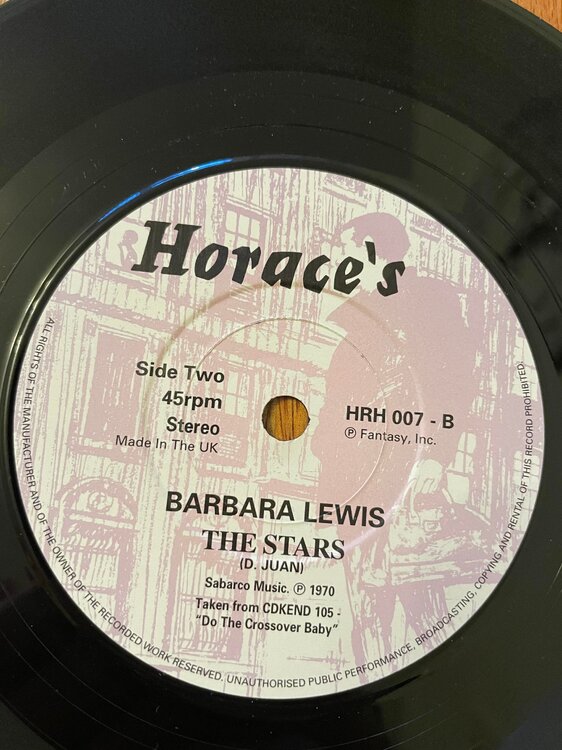 Horace's
Side Two
45rpm
Stereo
Made In The UK
HRH 007 - B
℗ Fantasy, Inc.
BARBARA LEWIS
THE STARS
(D. JUAN)
Sabarco Music. ℗ 1970
Taken from CDKEND 105 -
"Do The Crossover Baby"
ALL RIGHTS OF THE MANUFACTURER AND OF THE OWNER OF THE RECORDED WORK RESERVED. UNAUTHORISED PUBLIC PERFORMANCE, BROADCASTING, COPYING AND RENTAL OF THIS RECORD PROHIBITED.